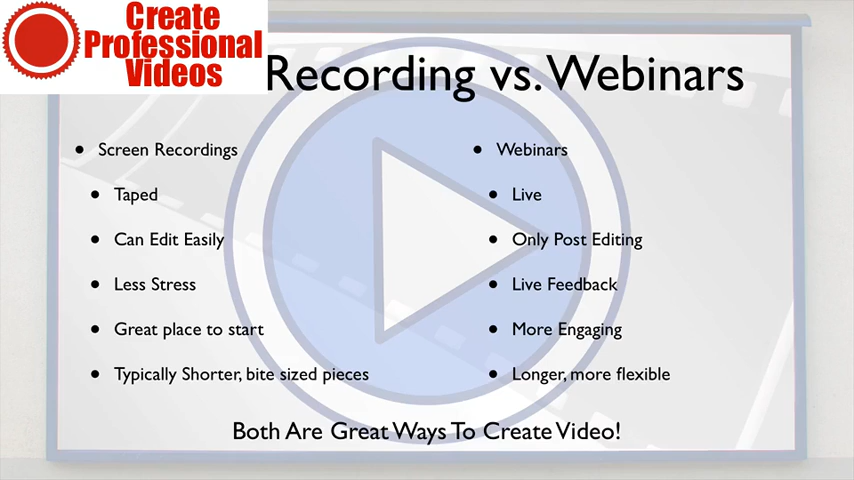 Create
Professional
Videos
Recording vs. Webinars
• Screen Recordings
• Taped
• Can Edit Easily
• Less Stress
• Great place to start
• Typically Shorter, bite sized pieces
• Webinars
• Live
• Only Post Editing
• Live Feedback
• More Engaging
• Longer, more flexible
Both Are Great Ways To Create Video!